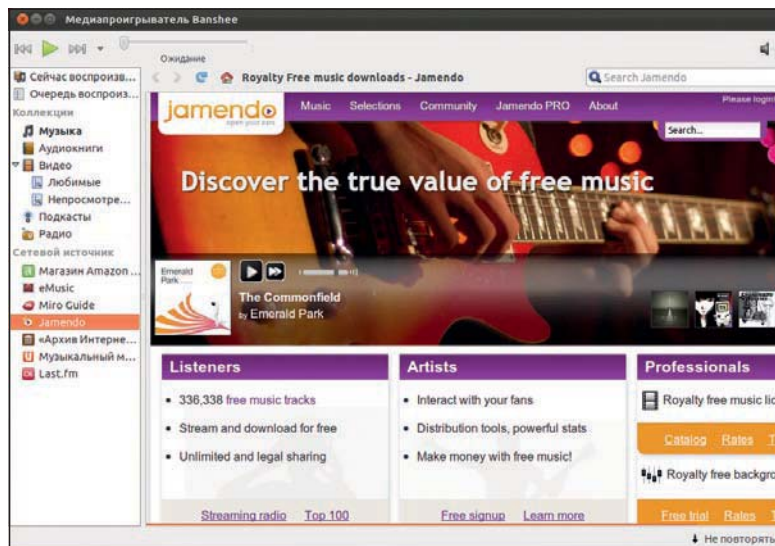 Медиапроигрыватель Banshee
Ожидание
Royalty Free music downloads - Jamendo
Search Jamendo
Сейчас воспроизв...
Очередь воспроиз...
Коллекции
Музыка
Аудиокниги
Видео
Любимые
Непросмотре...
Подкасты
Радио
Сетевой источник
Магазин Amazon ...
eMusic
Miro Guide
Jamendo
«Архив Интерне...
Музыкальный м...
Last.fm
jamendo
open your ears
Music Selections Community Jamendo PRO About
Please login
Search...
Discover the true value of free music
Emerald
Park
The Commonfield
by Emerald Park
Listeners
336,338 free music tracks
Stream and download for free
Unlimited and legal sharing
Streaming radio Top 100
Artists
Interact with your fans
Distribution tools, powerful stats
Make money with free music!
Free signup Learn more
Professionals
Royalty free music lic
Catalog Rates T
Royalty free backgro
Free trial Rates T
Не повторять